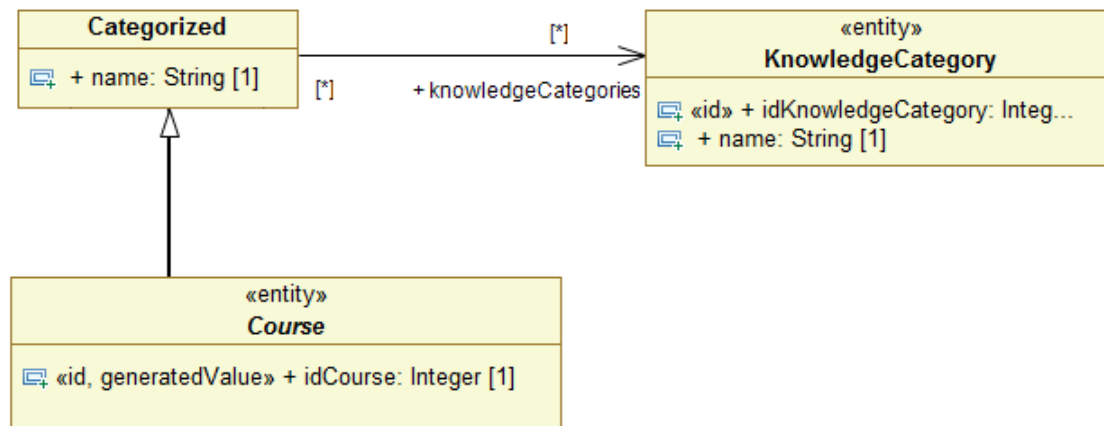 Categorized
+ name: String [1]
[*]
[*]
+ knowledgeCategories
«entity»
KnowledgeCategory
«id» + idKnowledgeCategory: Integ...
+ name: String [1]
«entity»
Course
«id, generatedValue» + idCourse: Integer [1]